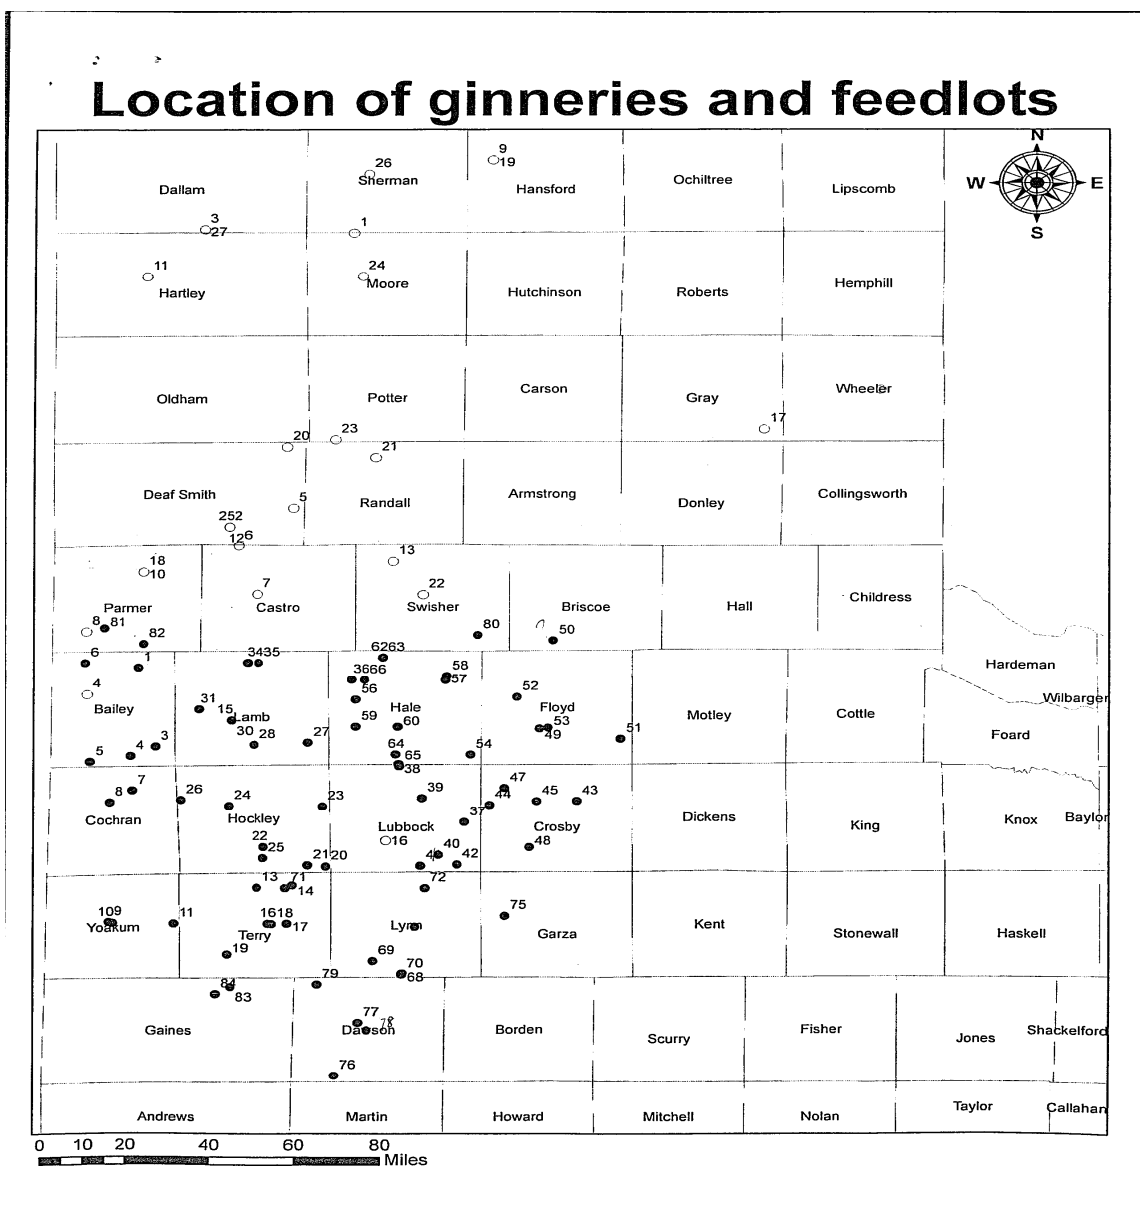 Location of ginneries and feedlots
N
W E
S
26
9
19
Dallam
Sherman
Hansford
Ochiltree
Lipscomb
3
27
1
11
24
Hartley
Moore
Hutchinson
Roberts
Hemphill
Oldham
Potter
Carson
Gray
Wheeler
17
20
23
21
Deaf Smith
Randall
Armstrong
Donley
Collingsworth
5
252
126
18
10
7
13
22
Parmer
Castro
Swisher
Briscoe
Hall
Childress
8 81
82
80
50
6
1
3435
6263
3666
58
57
Hardeman
4
Bailey
31
15
Lamb
56
Hale
52
Floyd
Motley
Cottle
Wilbarger
Foard
30
28
27
59
60
53
49
51
5
4
3
64
65
38
54
7
8
26
24
23
39
47
44
45
43
Cochran
Hockley
Lubbock
37
Crosby
Dickens
King
Knox
Baylor
22
25
16
48
21
20
40
42
13
71
14
72
109
Yoakum
11
1618
17
Terry
Lynn
75
Garza
Kent
Stonewall
Haskell
19
69
70
68
84
83
79
Gaines
77
78
Dawson
Borden
Scurry
Fisher
Jones
Shackelford
76
Andrews
Martin
Howard
Mitchell
Nolan
Taylor
Callahan
0 10 20 40 60 80
Miles